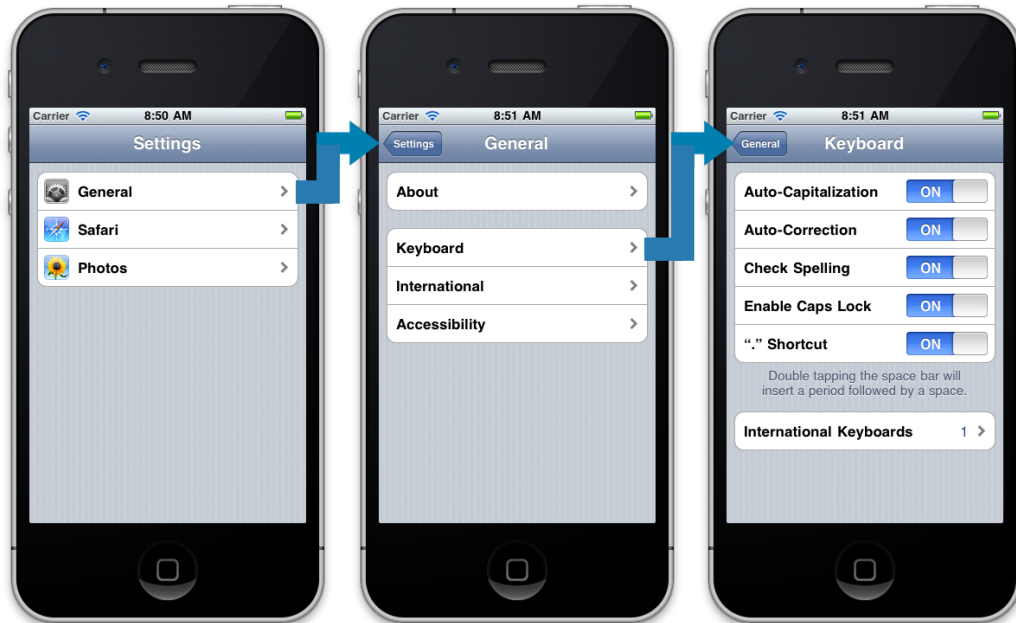 Carrier 8:50 AM
Settings
General
Safari
Photos
Carrier 8:51 AM
Settings General
About
Keyboard
International
Accessibility
Carrier 8:51 AM
General Keyboard
Auto-Capitalization ON
Auto-Correction ON
Check Spelling ON
Enable Caps Lock ON
“.” Shortcut ON
Double tapping the space bar will
insert a period followed by a space.
International Keyboards 1